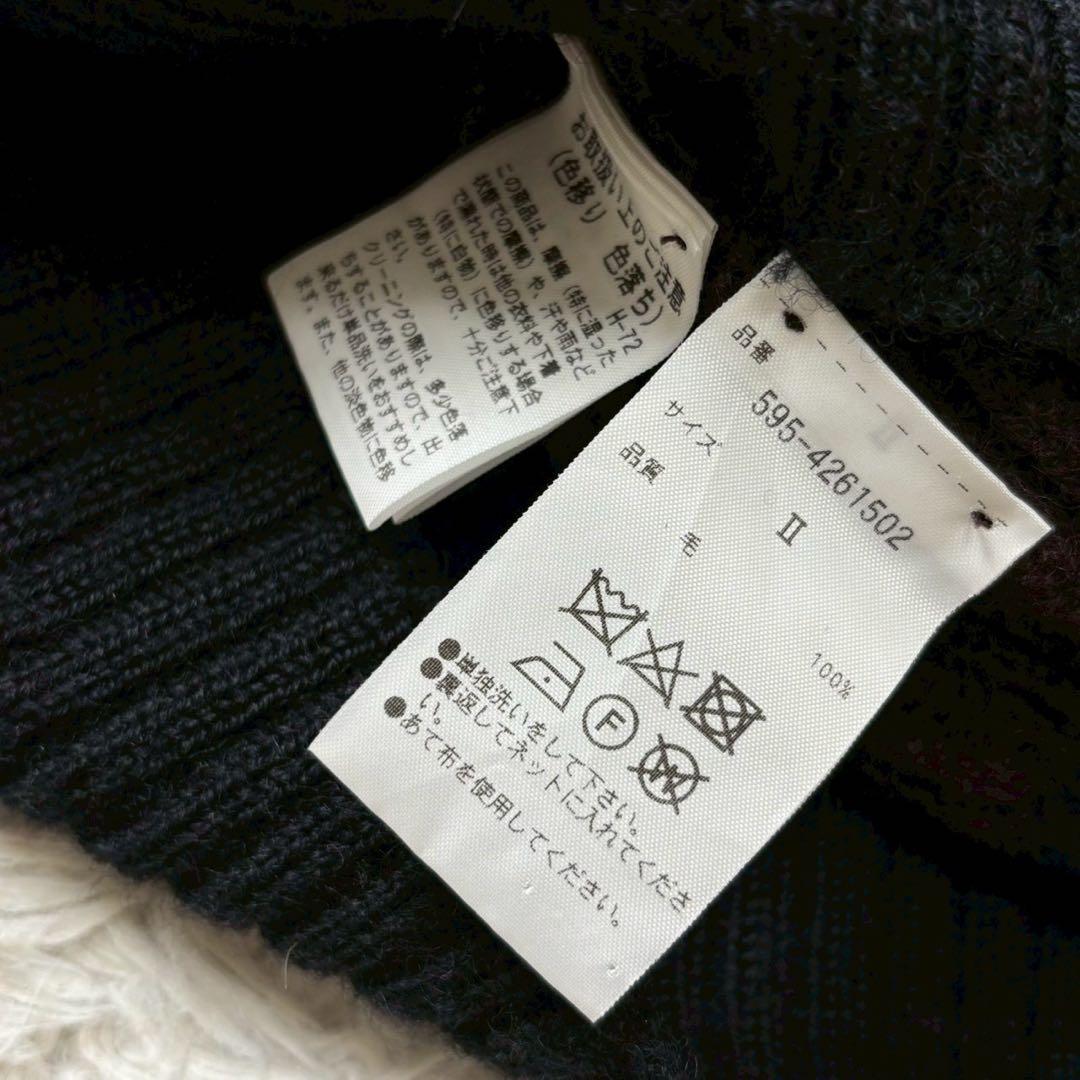 お取扱い上のご注意
(色移り 色落ち)
H-72
この商品は、摩擦(特に湿った
状態での摩擦)や、汗や雨など
で濡れた時は他の衣料や下着
(特に白物)に色移りする場合
がありますので、十分ご注意下
さい。
クリーニングの際は、多少色落
ちすることがありますので、出
来るだけ単品洗いをおすすめし
ます。また、他の淡色物に色移
品番 595-4261502
サイズ Ⅱ
品質
毛 100%
F
W
●単独洗いをして下さい。
●裏返してネットに入れてくださ
い。
●あて布を使用してください。